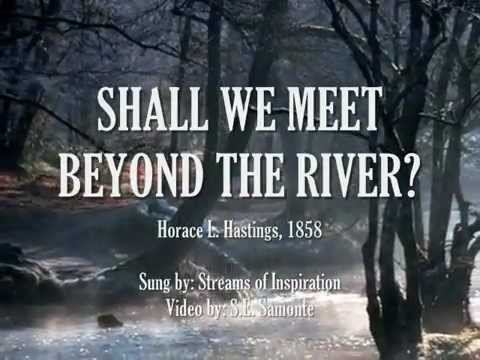 SHALL WE MEET
BEYOND THE RIVER?
Horace L. Hastings, 1858
Sung by: Streams of Inspiration
Video by: S.E. Samonte